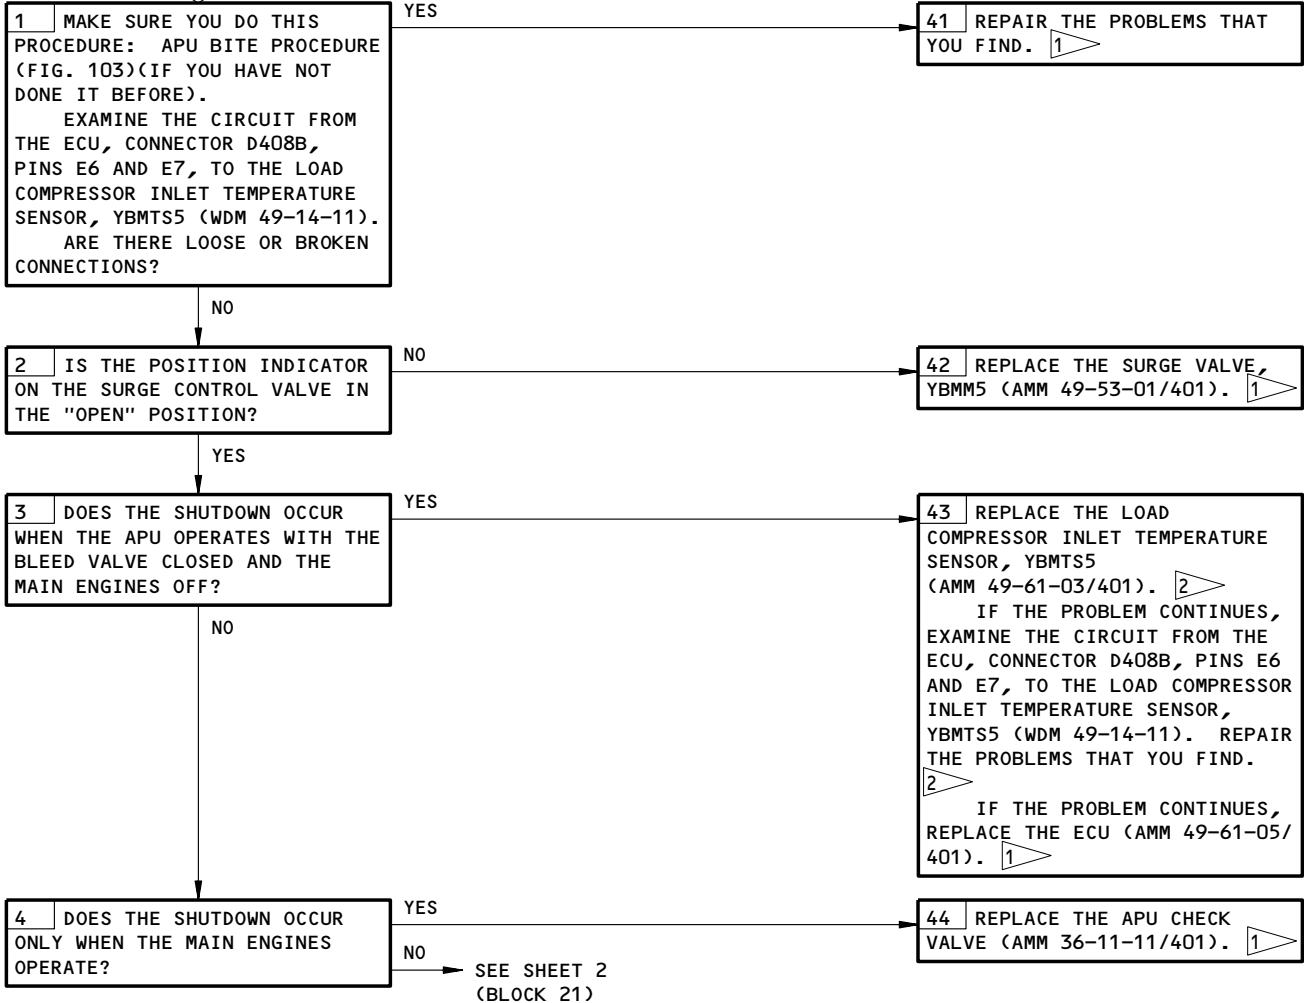 1 MAKE SURE YOU DO THIS
PROCEDURE: APU BITE PROCEDURE
(FIG. 103)(IF YOU HAVE NOT
DONE IT BEFORE).
EXAMINE THE CIRCUIT FROM
THE ECU, CONNECTOR D408B,
PINS E6 AND E7, TO THE LOAD
COMPRESSOR INLET TEMPERATURE
SENSOR, YBMTS5 (WDM 49-14-11).
ARE THERE LOOSE OR BROKEN
CONNECTIONS?
YES
41 REPAIR THE PROBLEMS THAT
YOU FIND. 1
NO
2 IS THE POSITION INDICATOR
ON THE SURGE CONTROL VALVE IN
THE "OPEN" POSITION?
NO
42 REPLACE THE SURGE VALVE,
YBMM5 (AMM 49-53-01/401). 1
YES
3 DOES THE SHUTDOWN OCCUR
WHEN THE APU OPERATES WITH THE
BLEED VALVE CLOSED AND THE
MAIN ENGINES OFF?
YES
43 REPLACE THE LOAD
COMPRESSOR INLET TEMPERATURE
SENSOR, YBMTS5
(AMM 49-61-03/401). 2
IF THE PROBLEM CONTINUES,
EXAMINE THE CIRCUIT FROM THE
ECU, CONNECTOR D408B, PINS E6
AND E7, TO THE LOAD COMPRESSOR
INLET TEMPERATURE SENSOR,
YBMTS5 (WDM 49-14-11). REPAIR
THE PROBLEMS THAT YOU FIND.
2
IF THE PROBLEM CONTINUES,
REPLACE THE ECU (AMM 49-61-05/
401). 1
NO
4 DOES THE SHUTDOWN OCCUR
ONLY WHEN THE MAIN ENGINES
OPERATE?
YES
44 REPLACE THE APU CHECK
VALVE (AMM 36-11-11/401). 1
NO
SEE SHEET 2
(BLOCK 21)